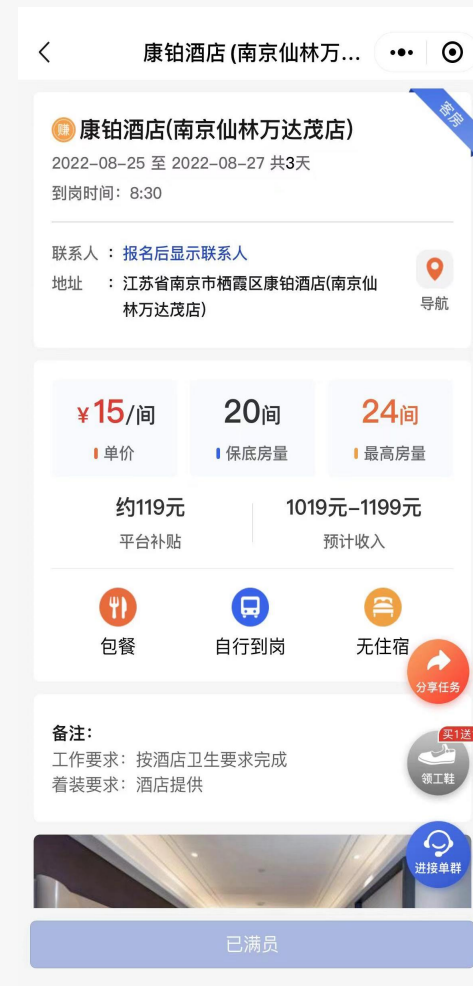 康铂酒店 (南京仙林万...
客房
赚 康铂酒店(南京仙林万达茂店)
2022-08-25 至 2022-08-27 共3天
到岗时间：8:30
联系人 ：报名后显示联系人
地址 ：江苏省南京市栖霞区康铂酒店(南京仙
林万达茂店)
导航
¥15/间
单价
20间
保底房量
24间
最高房量
约119元
平台补贴
1019元-1199元
预计收入
包餐
自行到岗
无住宿
分享任务
备注：
工作要求：按酒店卫生要求完成
着装要求：酒店提供
买1送
领工鞋
进接单群
已满员